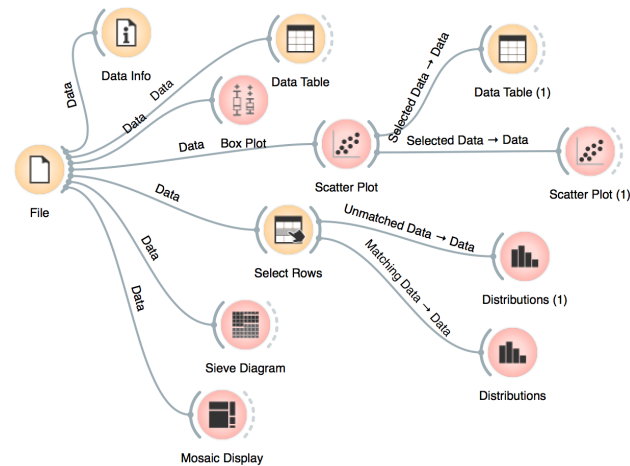 Data Info
Data
Data
Data Table
Data
Box Plot
Selected Data → Data
Data Table (1)
Data
Selected Data → Data
Scatter Plot
Scatter Plot (1)
File
Data
Select Rows
Unmatched Data → Data
Distributions (1)
Matching Data → Data
Distributions
Data
Sieve Diagram
Data
Mosaic Display